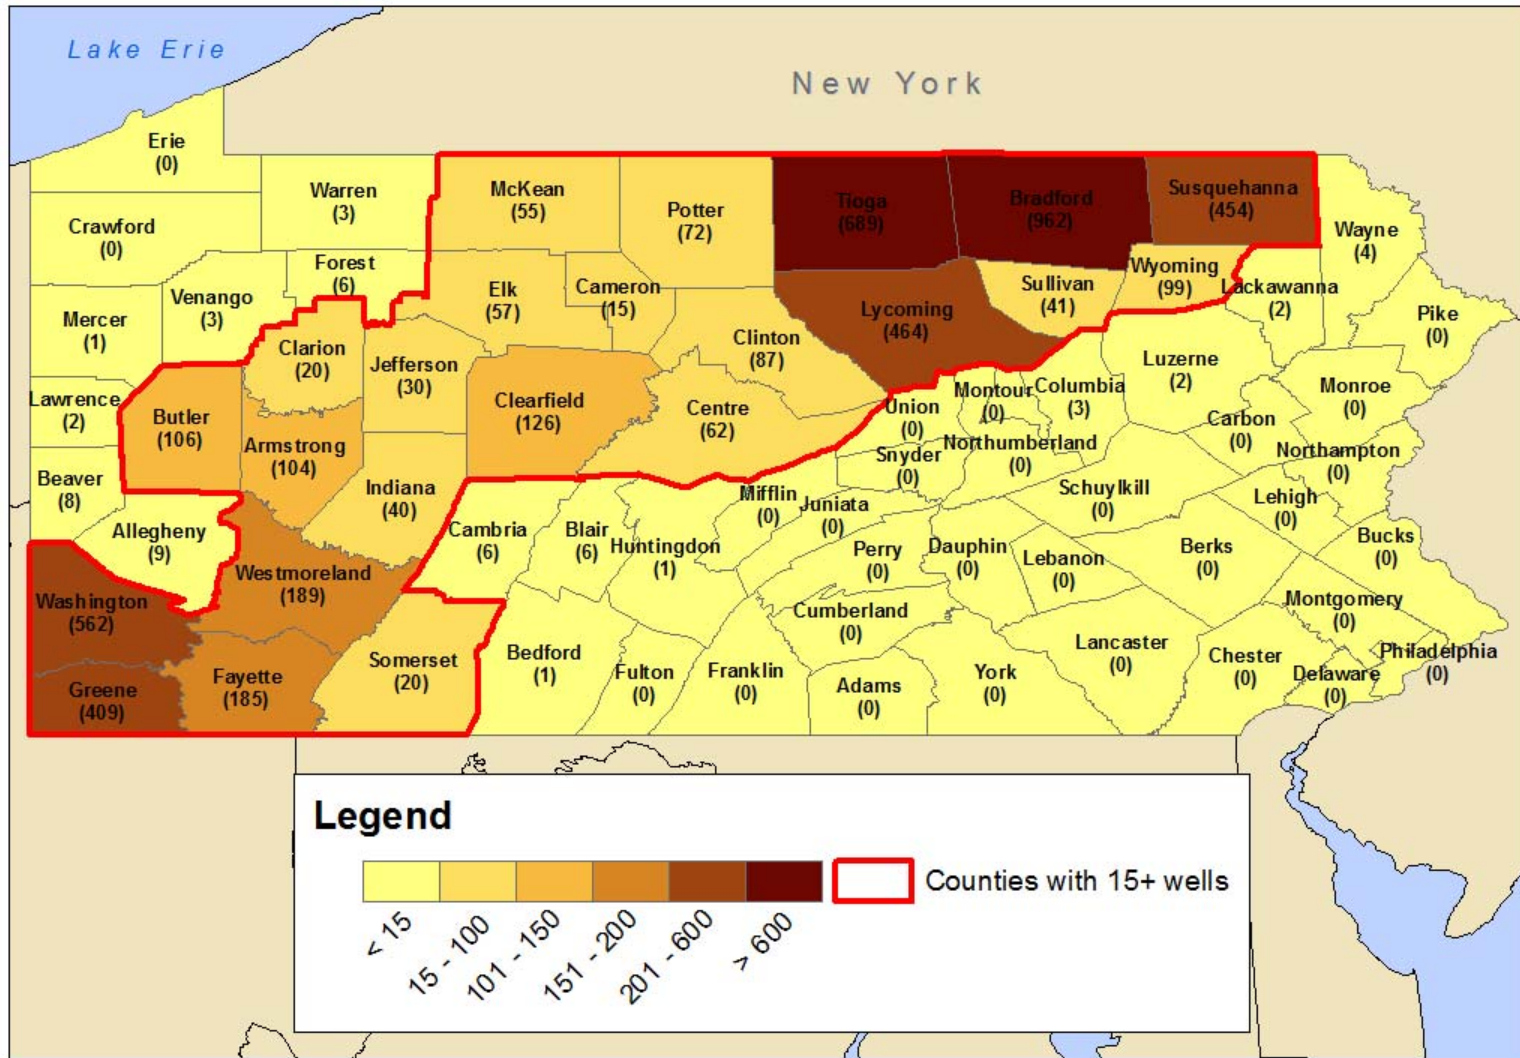 Lake Erie
New York
Erie
(0)
Warren
(3)
McKean
(55)
Potter
(72)
Tioga
(689)
Bradford
(962)
Susquehanna
(454)
Wayne
(4)
Crawford
(0)
Forest
(6)
Venango
(3)
Mercer
(1)
Elk
(57)
Cameron
(15)
Lycoming
(464)
Sullivan
(41)
Wyoming
(99)
Lackawanna
(2)
Pike
(0)
Clarion
(20)
Jefferson
(30)
Clinton
(87)
Luzerne
(2)
Monroe
(0)
Lawrence
(2)
Butler
(106)
Armstrong
(104)
Clearfield
(126)
Centre
(62)
Union
(0)
Montour
(0)
Columbia
(3)
Carbon
(0)
Northampton
(0)
Northumberland
(0)
Snyder
(0)
Beaver
(8)
Allegheny
(9)
Indiana
(40)
Cambria
(6)
Blair
(6)
Huntingdon
(1)
Mifflin
(0)
Juniata
(0)
Schuylkill
(0)
Lehigh
(0)
Bucks
(0)
Perry
(0)
Dauphin
(0)
Lebanon
(0)
Berks
(0)
Washington
(562)
Westmoreland
(189)
Cumberland
(0)
Montgomery
(0)
Greene
(409)
Fayette
(185)
Somerset
(20)
Bedford
(1)
Fulton
(0)
Franklin
(0)
Adams
(0)
York
(0)
Lancaster
(0)
Chester
(0)
Delaware
(0)
Philadelphia
(0)
Legend
< 15
15 - 100
101 - 150
151 - 200
201 - 600
> 600
Counties with 15+ wells